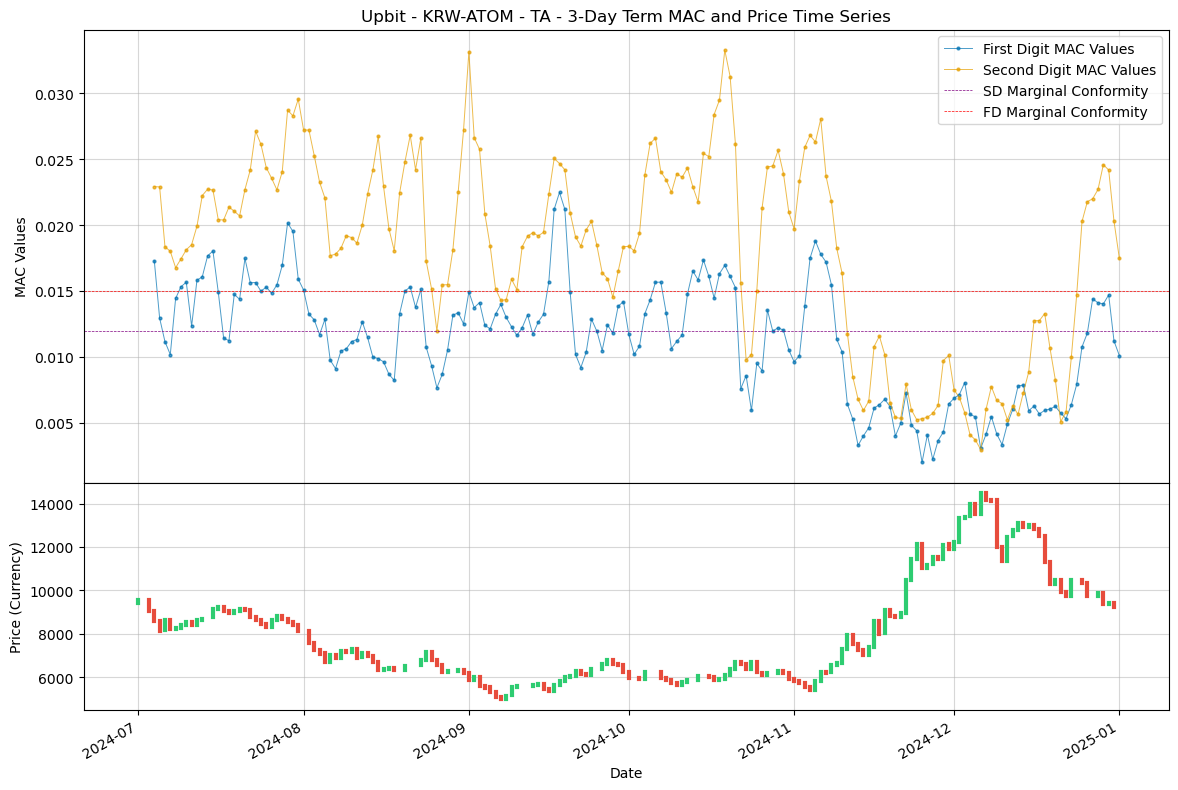 Upbit - KRW-ATOM - TA - 3-Day Term MAC and Price Time Series
First Digit MAC Values
Second Digit MAC Values
SD Marginal Conformity
FD Marginal Conformity
MAC Values
0.030
0.025
0.020
0.015
0.010
0.005
Price (Currency)
14000
12000
10000
8000
6000
2024-07
2024-08
2024-09
2024-10
2024-11
2024-12
2025-01
Date